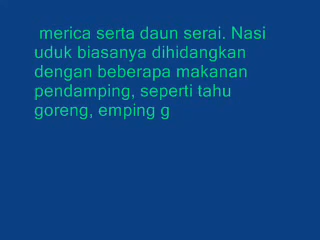 merica serta daun serai. Nasi
uduk biasanya dihidangkan
dengan beberapa makanan
pendamping, seperti tahu
goreng, emping g